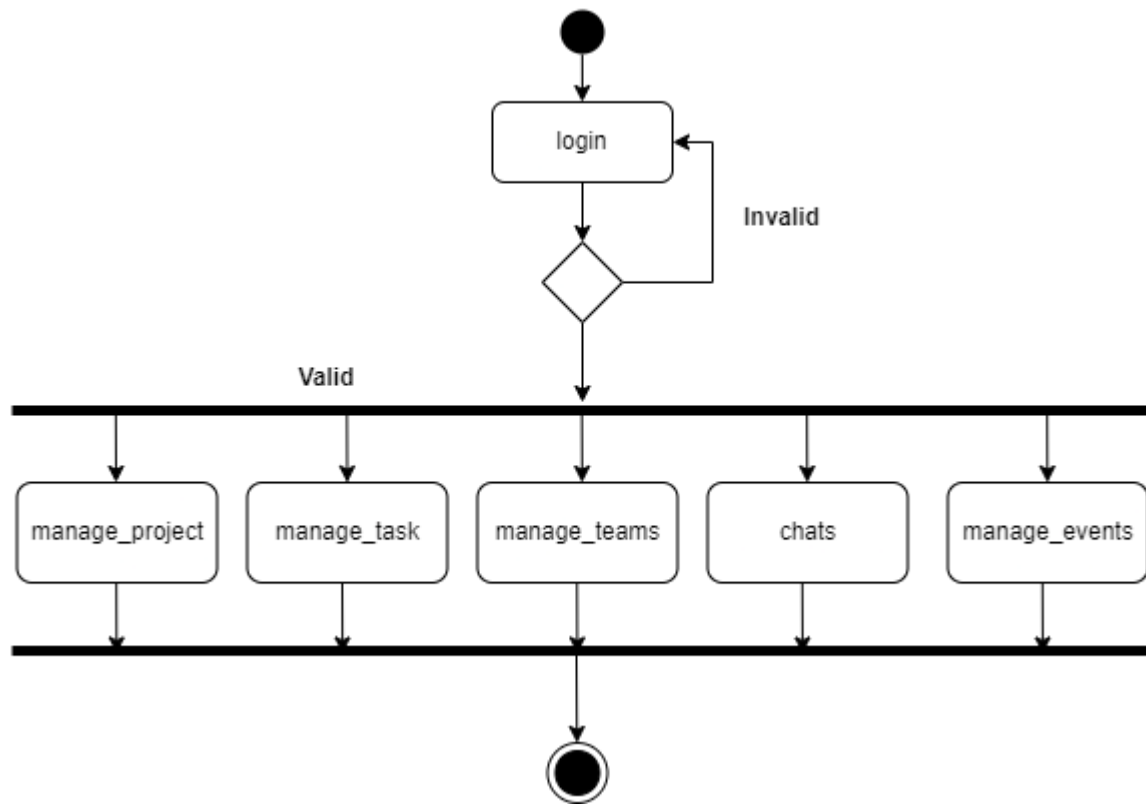 login
Invalid
Valid
manage_project
manage_task
manage_teams
chats
manage_events